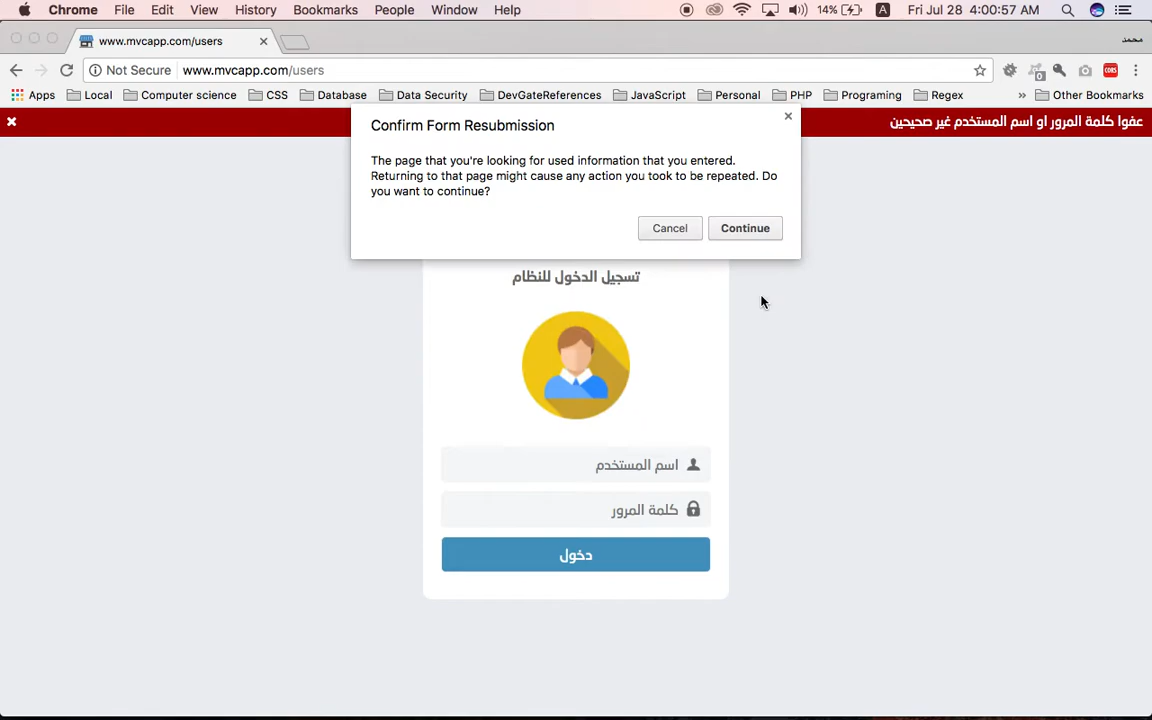 Chrome File Edit View History Bookmarks People Window Help 14% A Fri Jul 28 4:00:57 AM
www.mvcapp.com/users محمد
Not Secure www.mvcapp.com/users 0 CORS
Apps Local Computer science CSS Database Data Security DevGateReferences JavaScript Personal PHP Programing Regex » Other Bookmarks
عفوا كلمة المرور او اسم المستخدم غير صحيحين
Confirm Form Resubmission
The page that you're looking for used information that you entered.
Returning to that page might cause any action you took to be repeated. Do
you want to continue?
Cancel Continue
تسجيل الدخول للنظام
اسم المستخدم
كلمة المرور
دخول